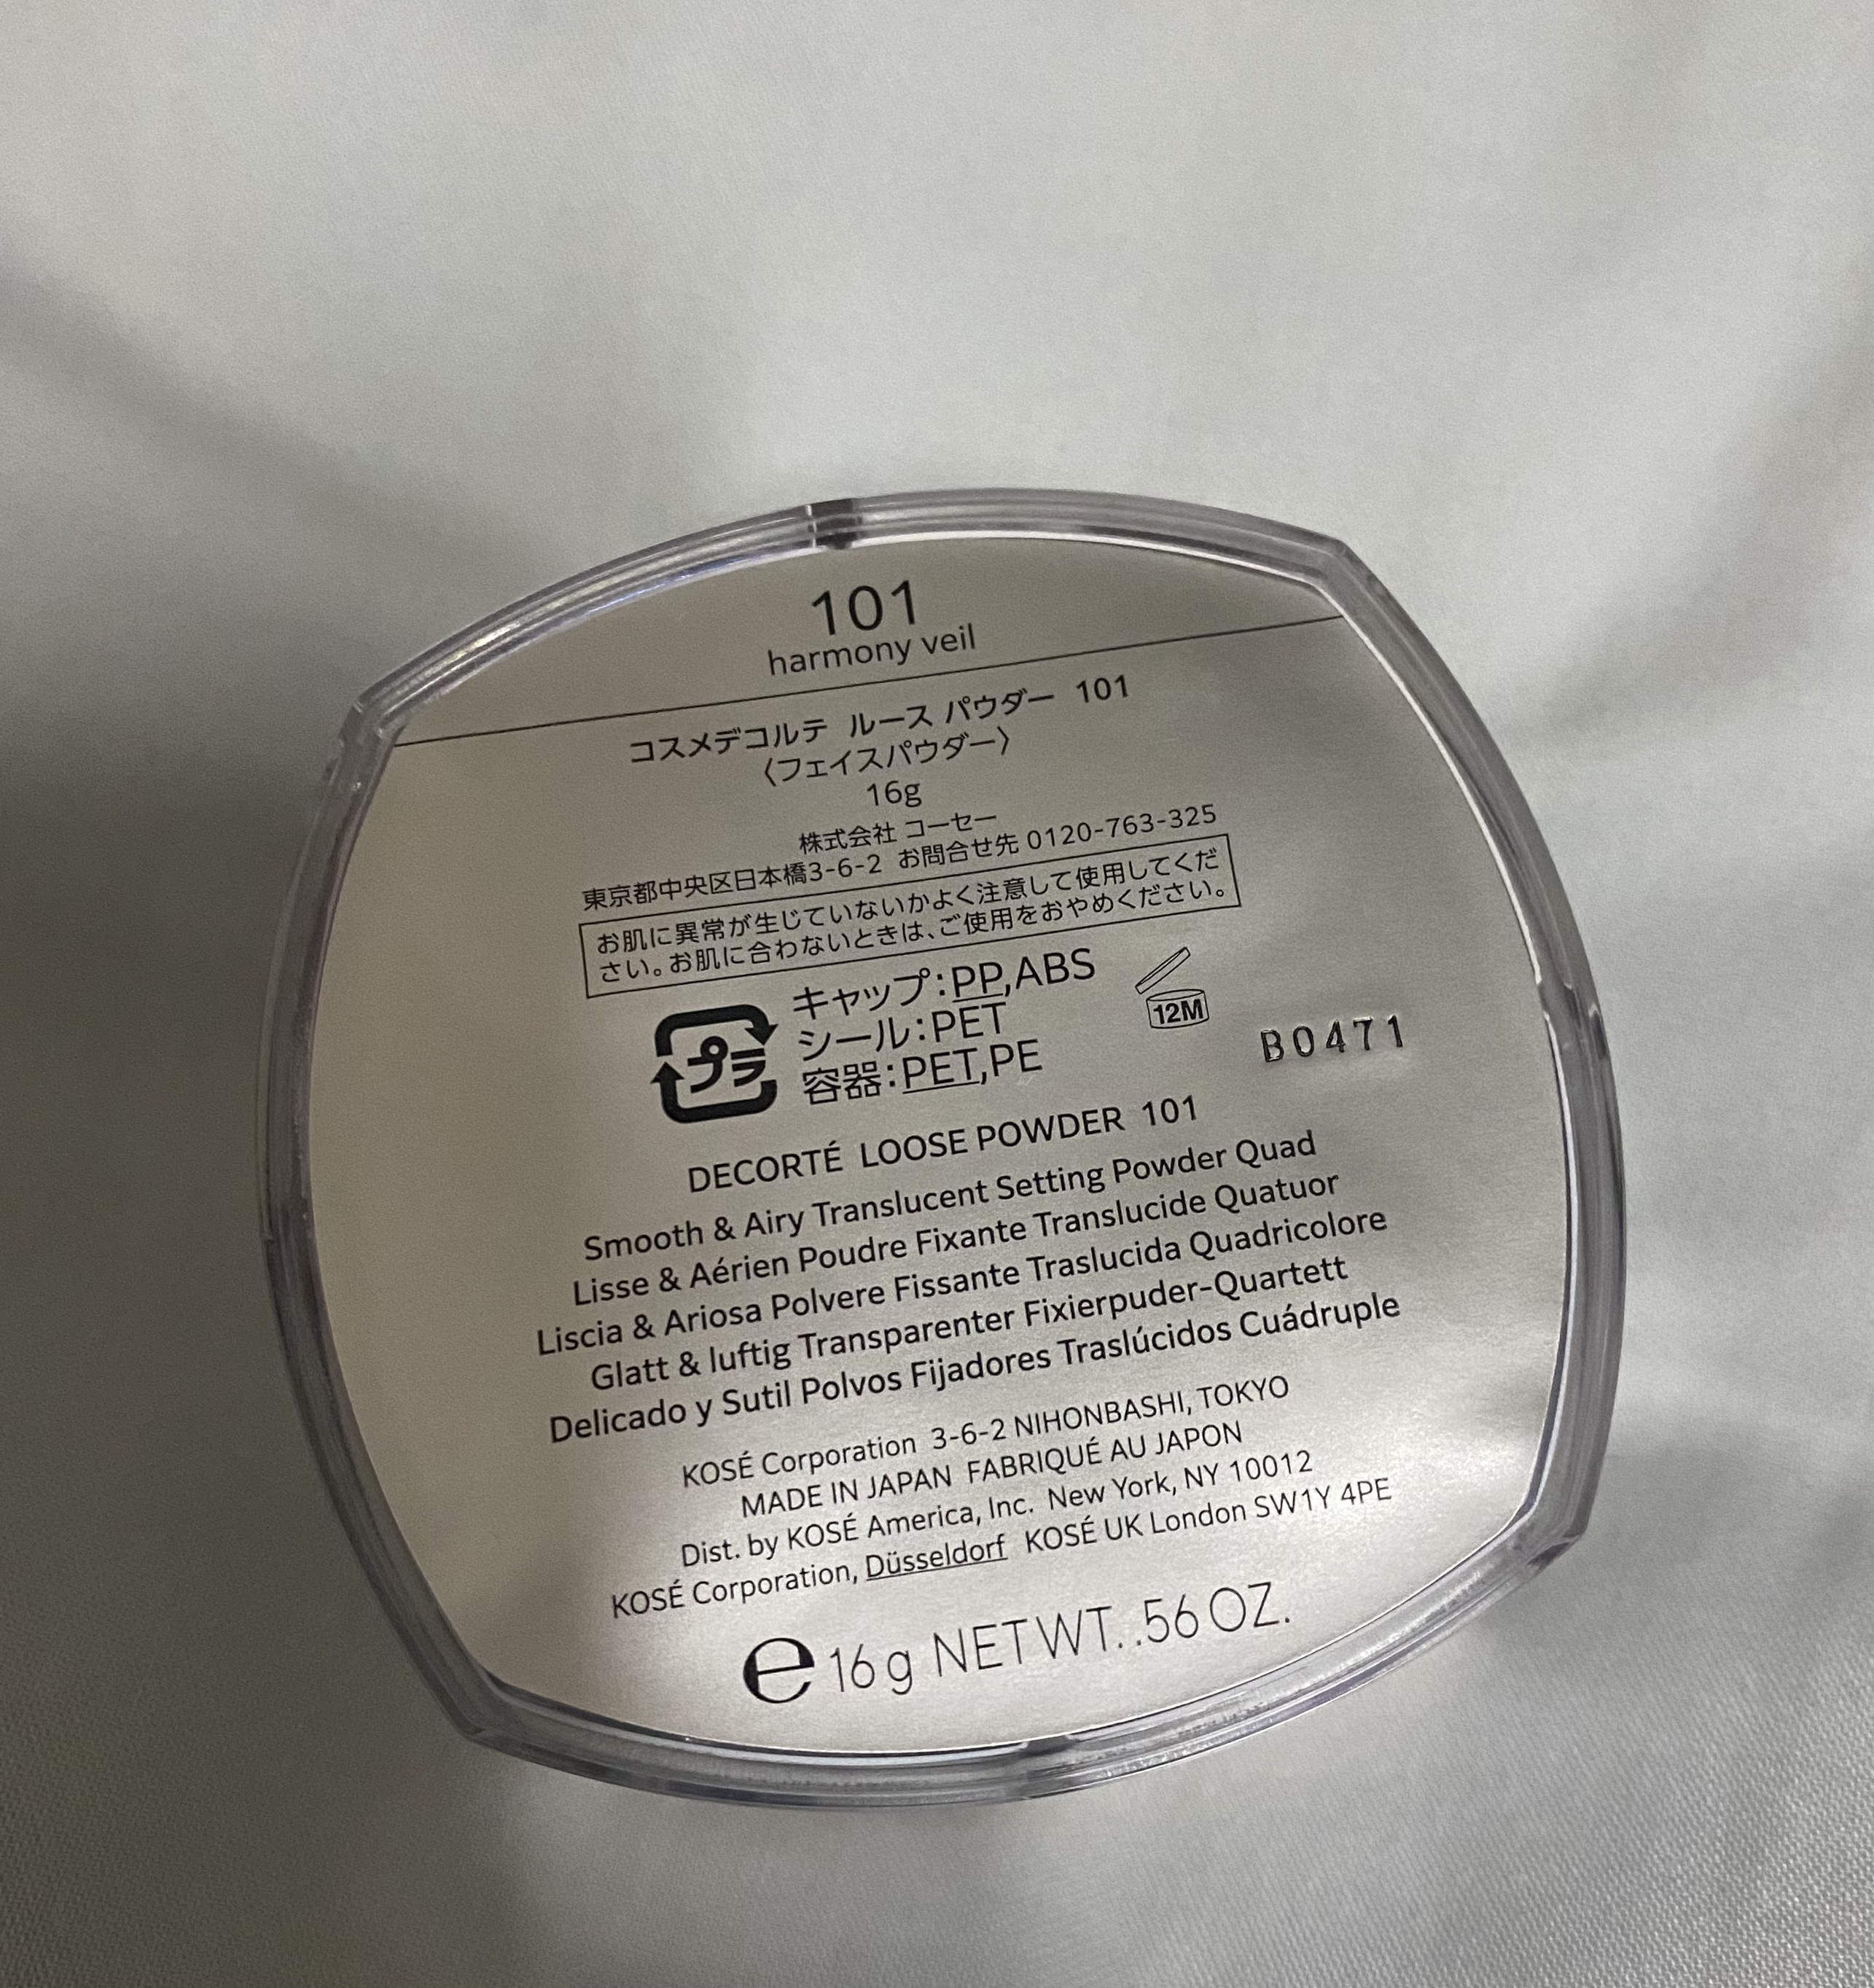 101
harmony veil
コスメデコルテ ルース パウダー 101
〈フェイスパウダー〉
16g
株式会社 コーセー
東京都中央区日本橋3-6-2 お問合せ先 0120-763-325
お肌に異常が生じていないかよく注意して使用してくだ
さい。お肌に合わないときは、ご使用をおやめください。
プラ
キャップ:PP,ABS
シール:PET
容器:PET,PE
12M
B0471
DECORTÉ LOOSE POWDER 101
Smooth & Airy Translucent Setting Powder Quad
Lisse & Aérien Poudre Fixante Translucide Quatuor
Liscia & Ariosa Polvere Fissante Traslucida Quadricolore
Glatt & luftig Transparenter Fixierpuder-Quartett
Delicado y Sutil Polvos Fijadores Traslúcidos Cuádruple
KOSÉ Corporation 3-6-2 NIHONBASHI, TOKYO
MADE IN JAPAN FABRIQUÉ AU JAPON
Dist. by KOSÉ America, Inc. New York, NY 10012
KOSÉ Corporation, Düsseldorf KOSÉ UK London SW1Y 4PE
e 16g NET WT. .56 OZ.